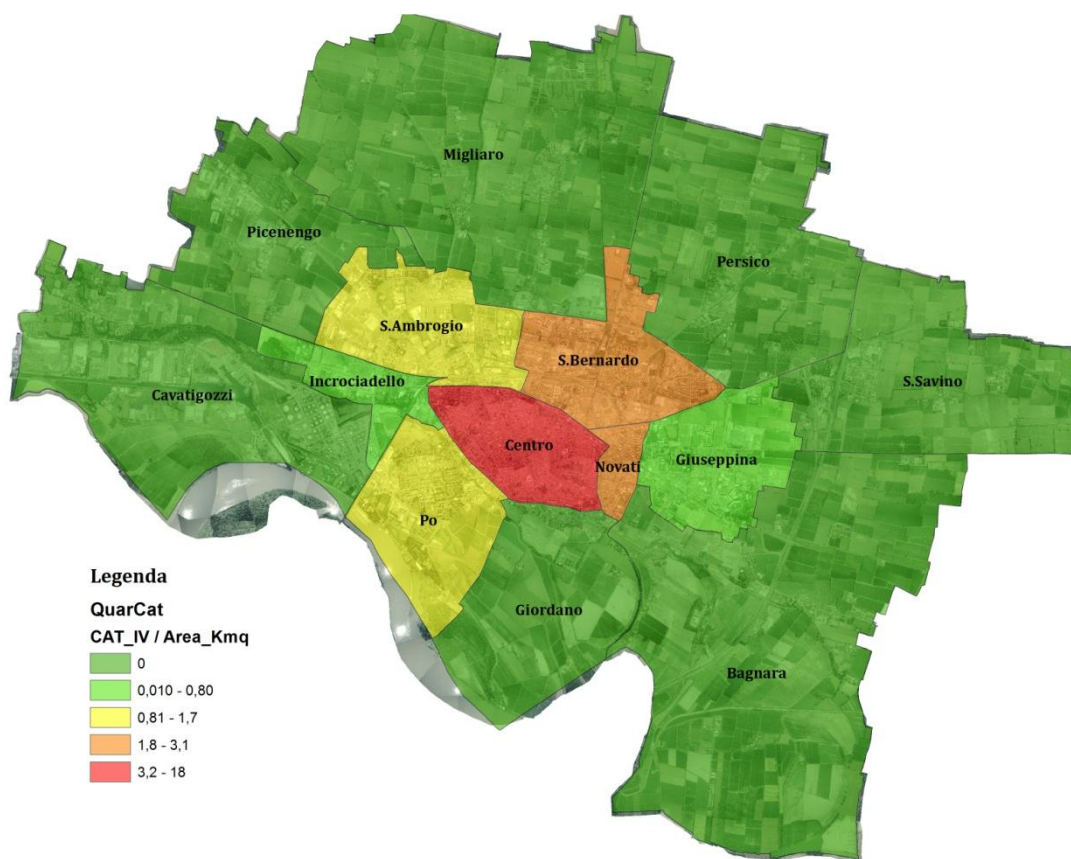 Migliaro
Picenengo
Persico
S.Ambrogio
S.Bernardo
Incrociadello
S.Savino
Cavatigozzi
Centro
Novati
Giuseppina
Po
Giordano
Bagnara
Legenda
QuarCat
CAT_IV / Area_Kmq
0
0,010 - 0,80
0,81 - 1,7
1,8 - 3,1
3,2 - 18